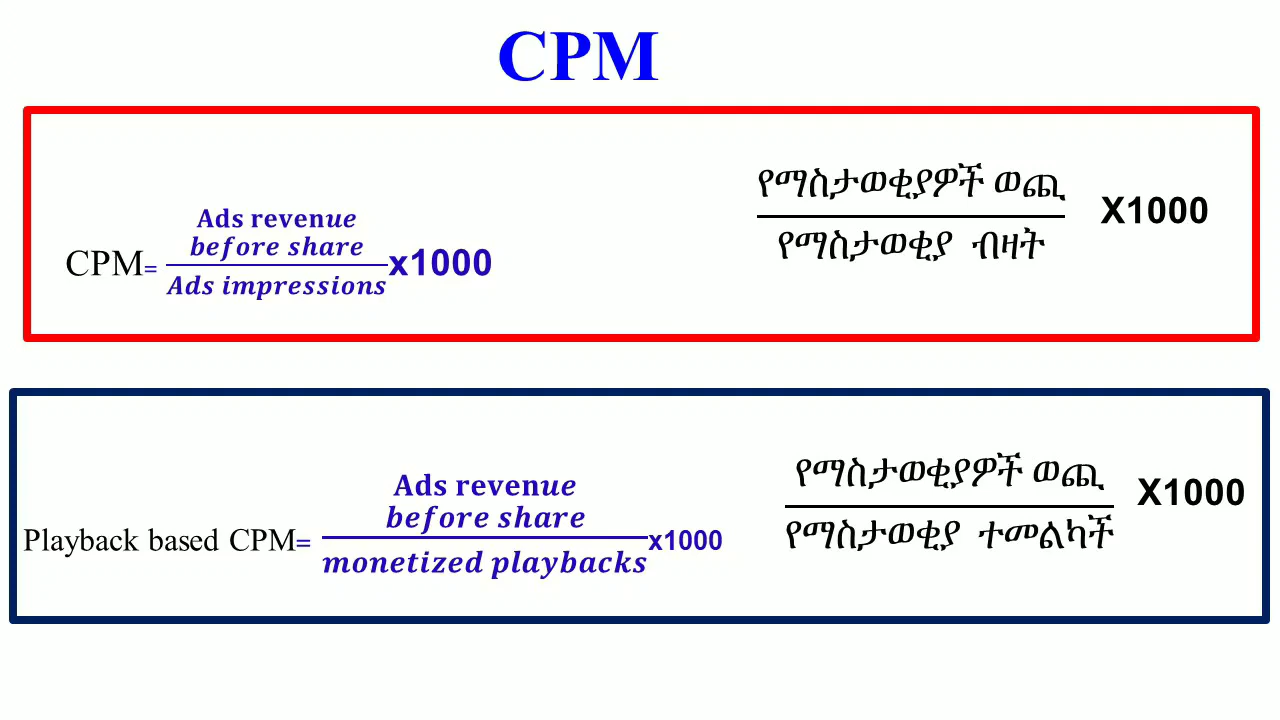 CPM
የማስታወቂያዎች ወጪ
X1000
የማስታወቂያ ብዛት
Ads revenue
before share
CPM= x1000
Ads impressions
የማስታወቂያዎች ወጪ
X1000
የማስታወቂያ ተመልካች
Ads revenue
before share
Playback based CPM= x1000
monetized playbacks